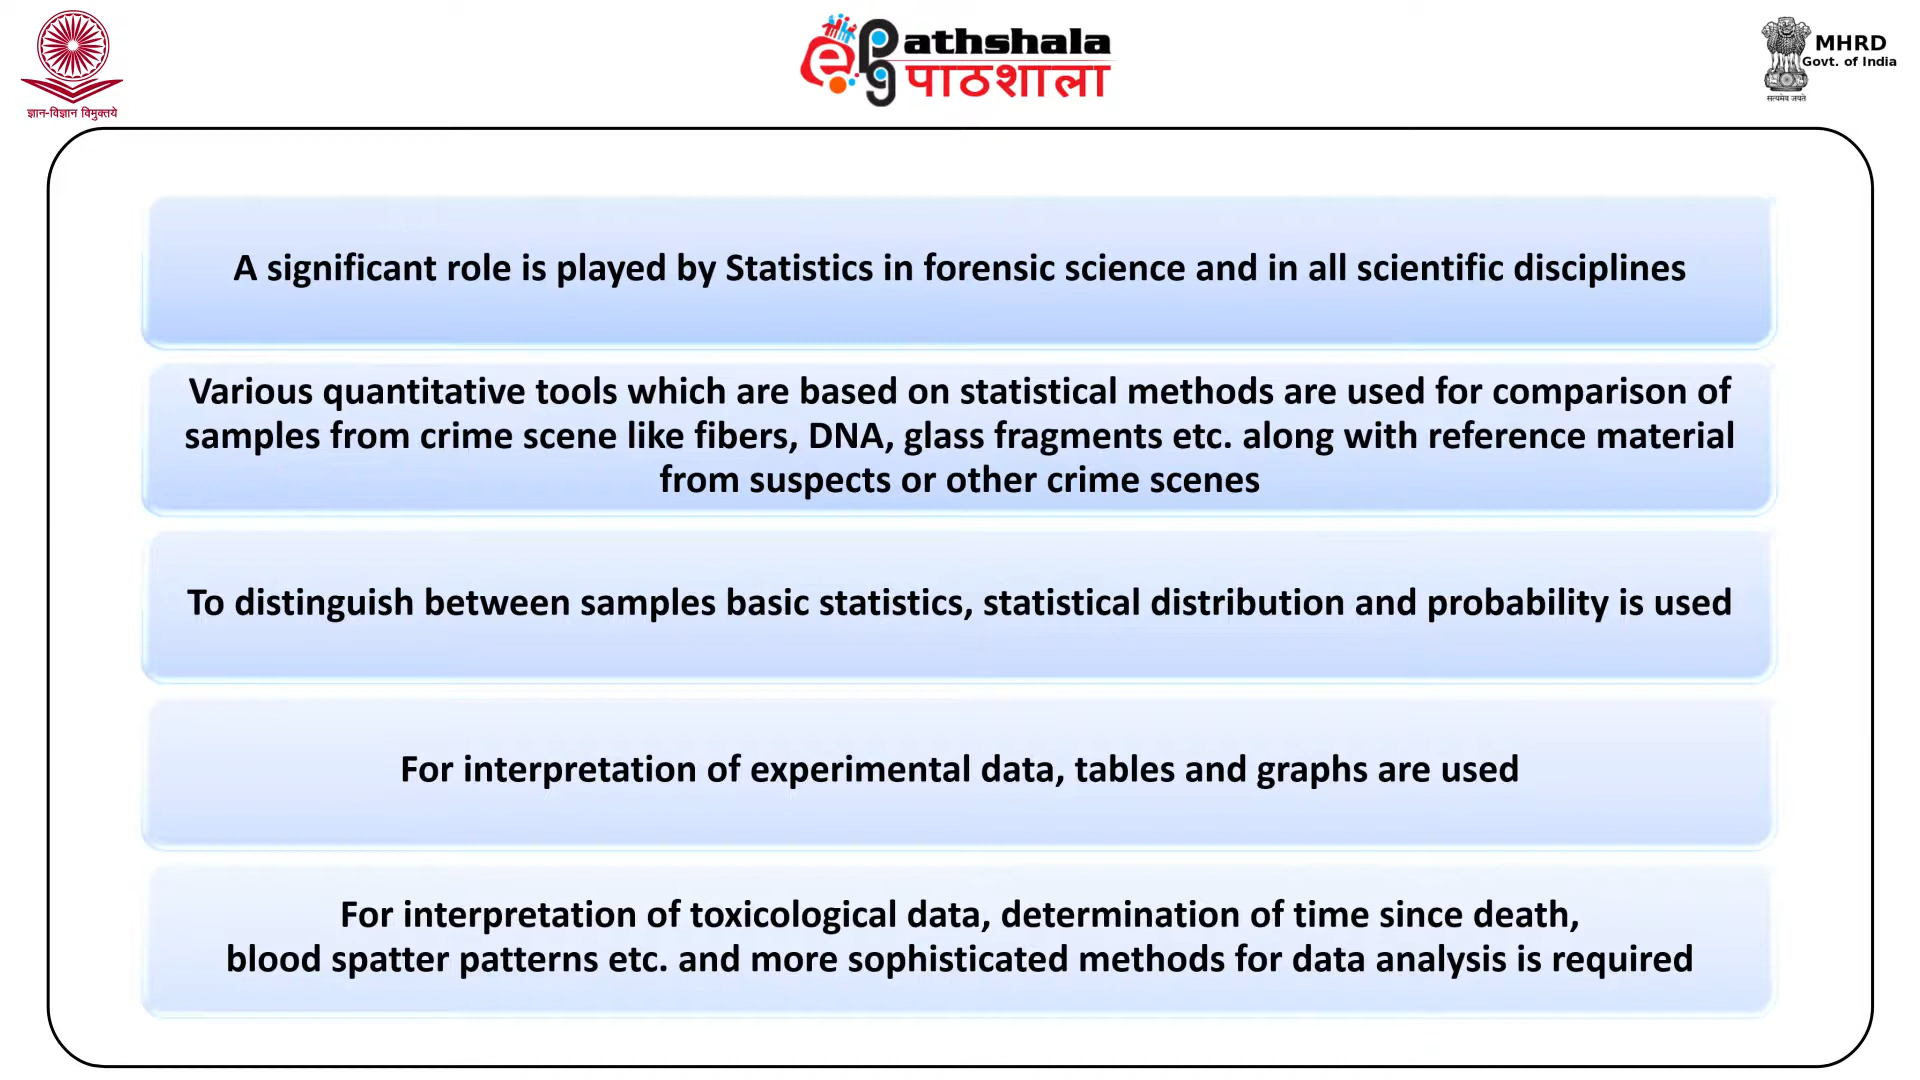 ज्ञान-विज्ञान विमुक्तये
epg Pathshala
पाठशाला
MHRD
Govt. of India
सत्यमेव जयते
A significant role is played by Statistics in forensic science and in all scientific disciplines
Various quantitative tools which are based on statistical methods are used for comparison of
samples from crime scene like fibers, DNA, glass fragments etc. along with reference material
from suspects or other crime scenes
To distinguish between samples basic statistics, statistical distribution and probability is used
For interpretation of experimental data, tables and graphs are used
For interpretation of toxicological data, determination of time since death,
blood spatter patterns etc. and more sophisticated methods for data analysis is required